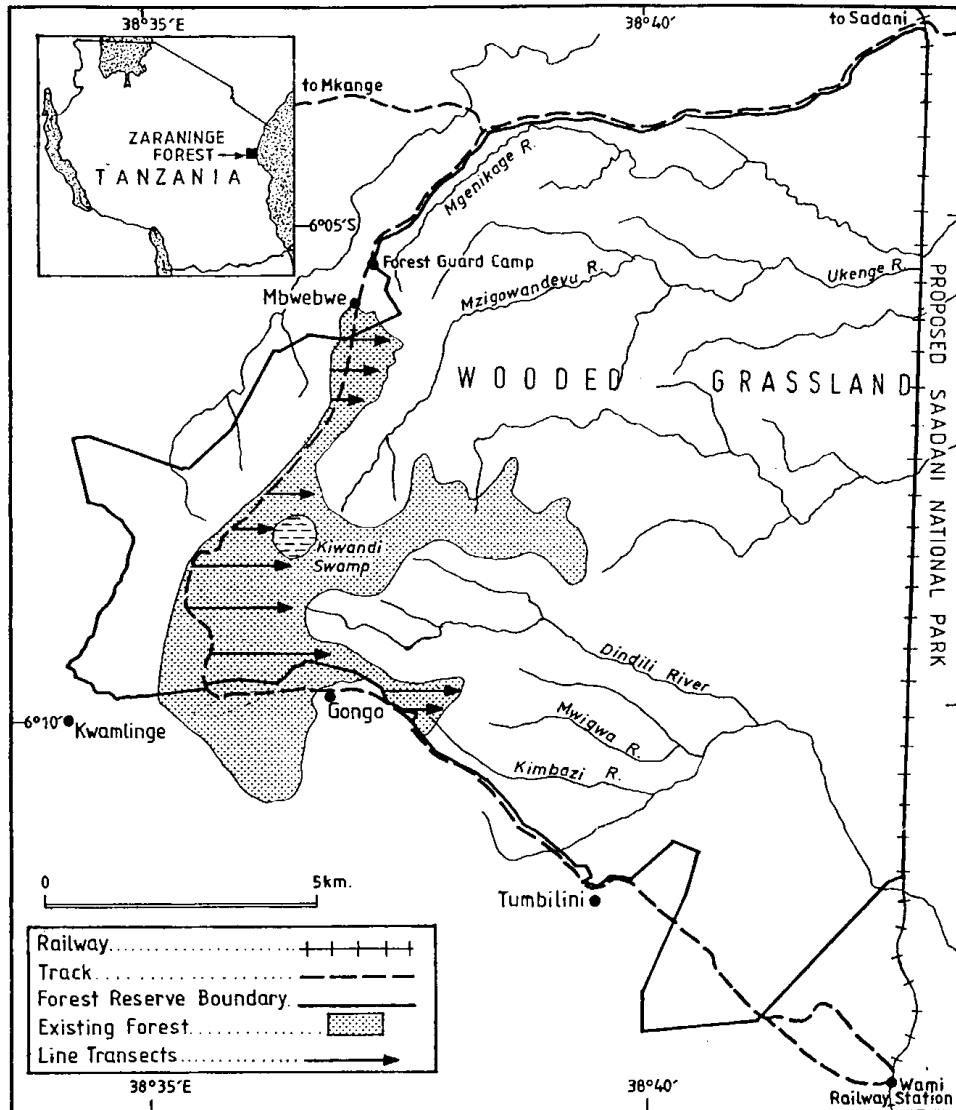 38°35′E
38°40′
to Sadani
to Mkange
ZARANINGE
FOREST
TANZANIA
6°05′S
Mgenikage R.
Forest Guard Camp
Mbwebwe
Mzigowandevu R.
Ukenge R.
WOODED GRASSLAND
PROPOSED SAADANI NATIONAL PARK
Kiwandi
Swamp
Dindili River
6°10′
Kwamlinge
Gongo
Mwigwa R.
Kimbazi R.
0 5km.
Tumbilini
Railway
Track
Forest Reserve Boundary
Existing Forest
Line Transects
Wami
Railway Station
38°35′E
38°40′